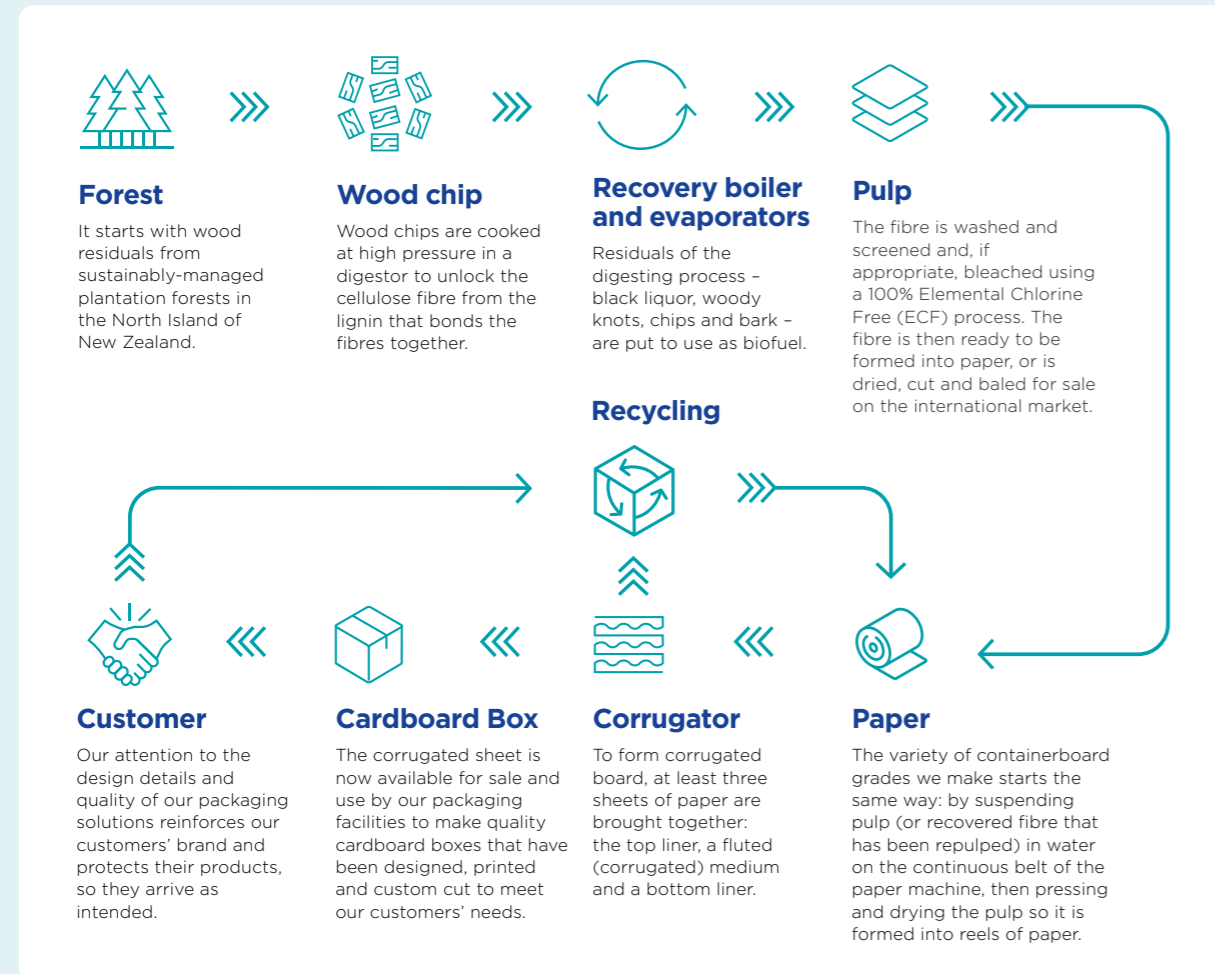 Forest
It starts with wood
residuals from
sustainably-managed
plantation forests in
the North Island of
New Zealand.
Wood chip
Wood chips are cooked
at high pressure in a
digestor to unlock the
cellulose fibre from the
lignin that bonds the
fibres together.
Recovery boiler
and evaporators
Residuals of the
digesting process –
black liquor, woody
knots, chips and bark –
are put to use as biofuel.
Pulp
The fibre is washed and
screened and, if
appropriate, bleached using
a 100% Elemental Chlorine
Free (ECF) process. The
fibre is then ready to be
formed into paper, or is
dried, cut and baled for sale
on the international market.
Recycling
Customer
Our attention to the
design details and
quality of our packaging
solutions reinforces our
customers’ brand and
protects their products,
so they arrive as
intended.
Cardboard Box
The corrugated sheet is
now available for sale and
use by our packaging
facilities to make quality
cardboard boxes that have
been designed, printed
and custom cut to meet
our customers’ needs.
Corrugator
To form corrugated
board, at least three
sheets of paper are
brought together:
the top liner, a fluted
(corrugated) medium
and a bottom liner.
Paper
The variety of containerboard
grades we make starts the
same way: by suspending
pulp (or recovered fibre that
has been repulped) in water
on the continuous belt of the
paper machine, then pressing
and drying the pulp so it is
formed into reels of paper.